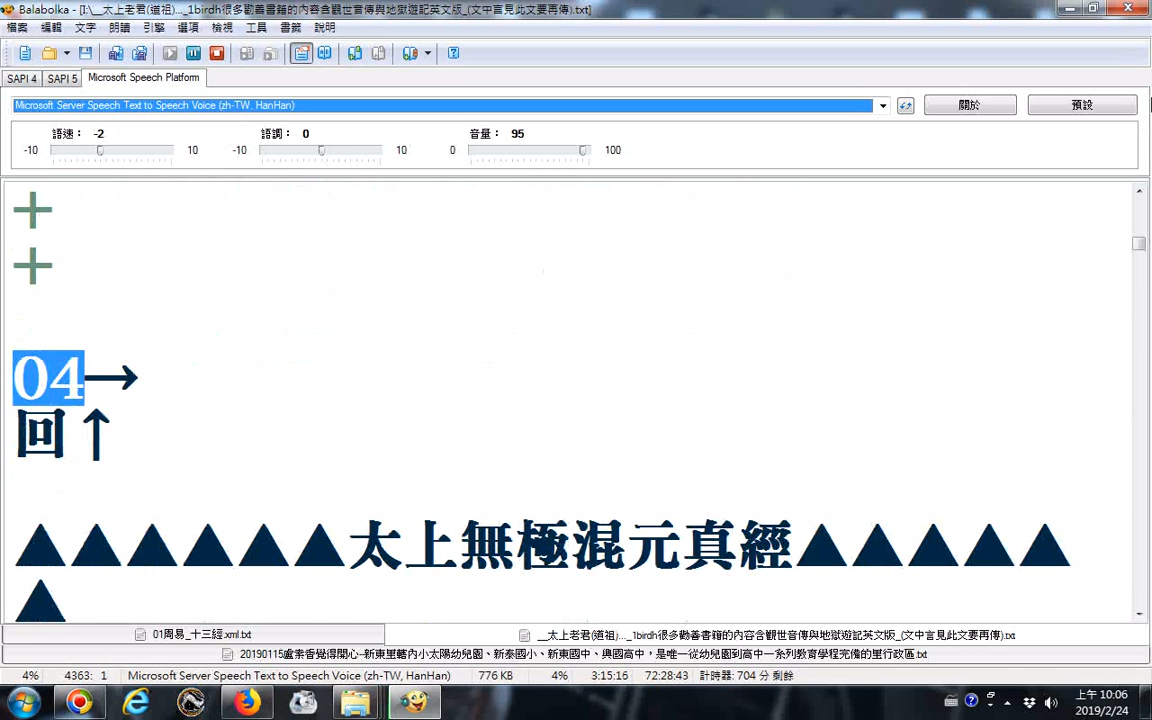 Balabolka - [I:\__太上老君(道祖)..._1birdh很多勸善書籍的內容含觀世音傳與地獄遊記英文版_(文中言見此文要再傳).txt]
檔案 編輯 文字 朗讀 引擎 選項 檢視 工具 書籤 說明
SAPI 4 SAPI 5 Microsoft Speech Platform
Microsoft Server Speech Text to Speech Voice (zh-TW, HanHan) 關於 預設
語速： -2 語調： 0 音量： 95
-10 10 -10 10 0 100
＋
＋
04→
回↑
▲▲▲▲▲▲太上無極混元真經▲▲▲▲▲
▲
01周易_十三經.xml.txt __太上老君(道祖)..._1birdh很多勸善書籍的內容含觀世音傳與地獄遊記英文版_(文中言見此文要再傳).txt
20190115盧素香覺得開心--新東里轄內小太陽幼兒園、新泰國小、新東國中、興國高中，是唯一從幼兒園到高中一系列教育學程完備的里行政區.txt
4% 4363: 1 Microsoft Server Speech Text to Speech Voice (zh-TW, HanHan) 776 KB 4% 3:15:16 72:28:43 計時器: 704 分 剩餘
上午 10:06
2019/2/24